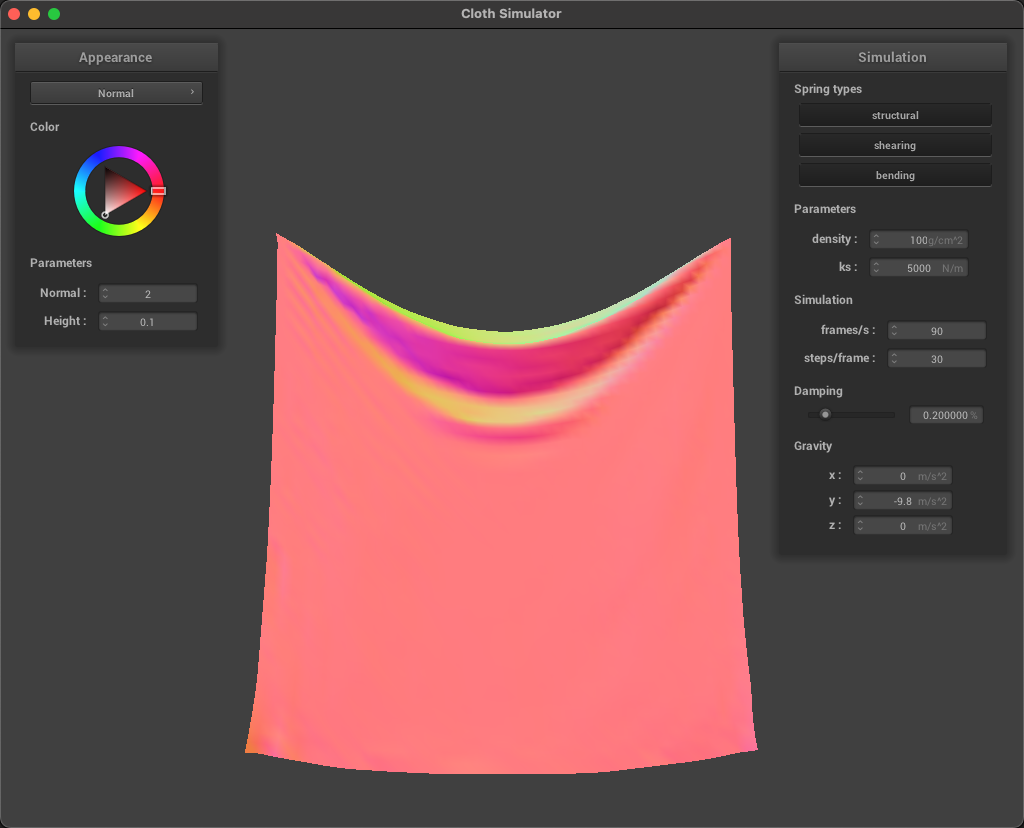 Cloth Simulator
Appearance
Normal ›
Color
Parameters
Normal : 2
Height : 0.1
Simulation
Spring types
structural
shearing
bending
Parameters
density : 100 g/cm^2
ks : 5000 N/m
Simulation
frames/s : 90
steps/frame : 30
Damping
0.200000 %
Gravity
x : 0 m/s^2
y : -9.8 m/s^2
z : 0 m/s^2